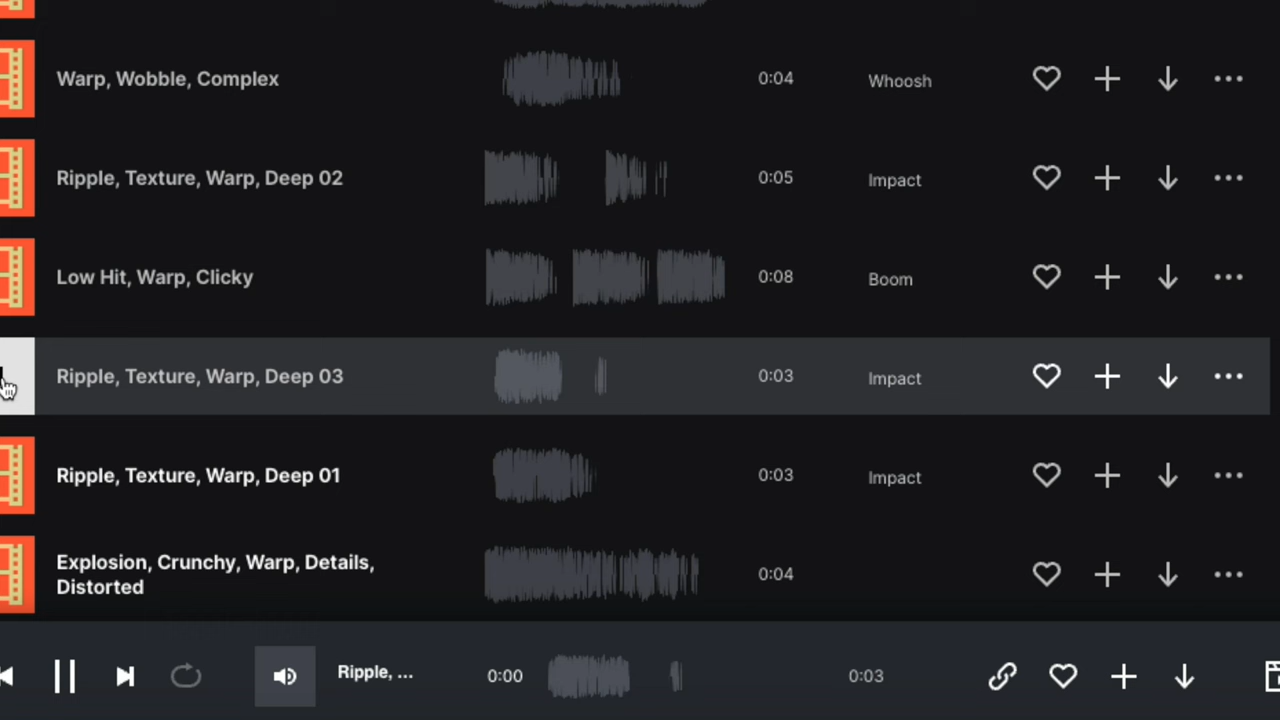 Warp, Wobble, Complex 0:04 Whoosh
Ripple, Texture, Warp, Deep 02 0:05 Impact
Low Hit, Warp, Clicky 0:08 Boom
Ripple, Texture, Warp, Deep 03 0:03 Impact
Ripple, Texture, Warp, Deep 01 0:03 Impact
Explosion, Crunchy, Warp, Details,
Distorted 0:04
Ripple, ... 0:00 0:03